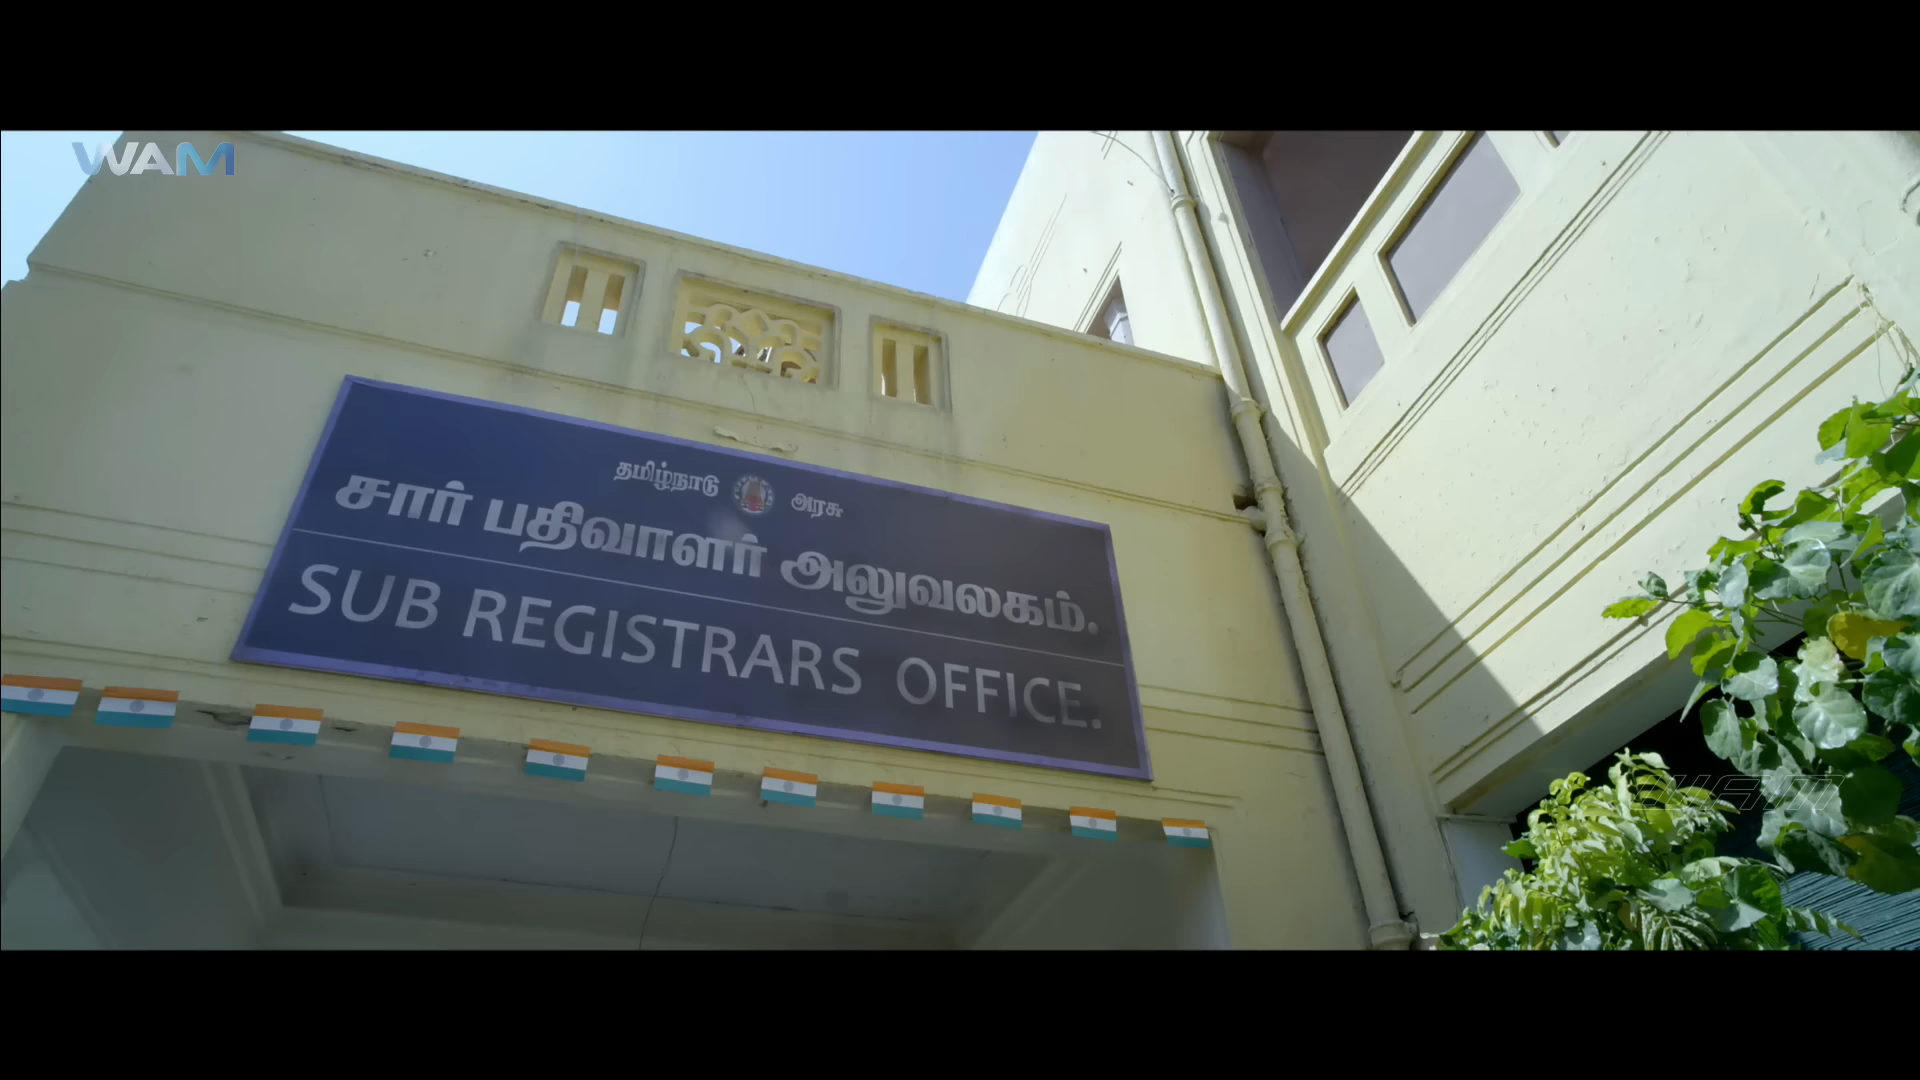 WAM
தமிழ்நாடு அரசு
சார் பதிவாளர் அலுவலகம்.
SUB REGISTRARS OFFICE.